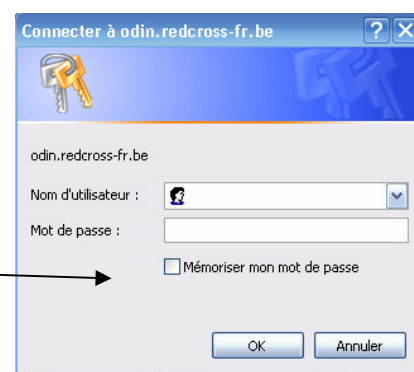 Connecter à odin.redcross-fr.be
odin.redcross-fr.be
Nom d'utilisateur :
Mot de passe :
Mémoriser mon mot de passe
OK Annuler